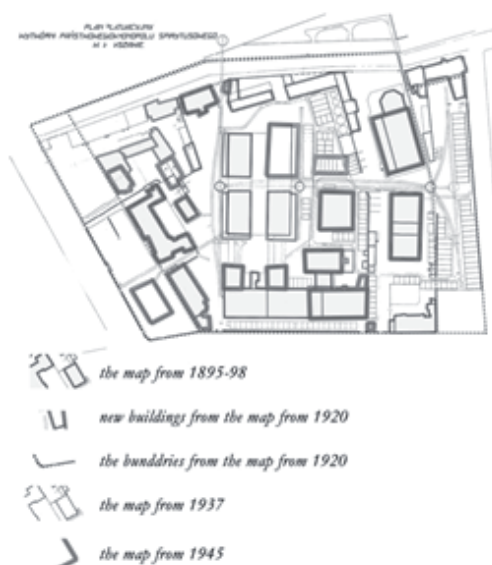 PLAN
the map from 1895-98
new buildings from the map from 1920
the bunddries from the map from 1920
the map from 1937
the map from 1945